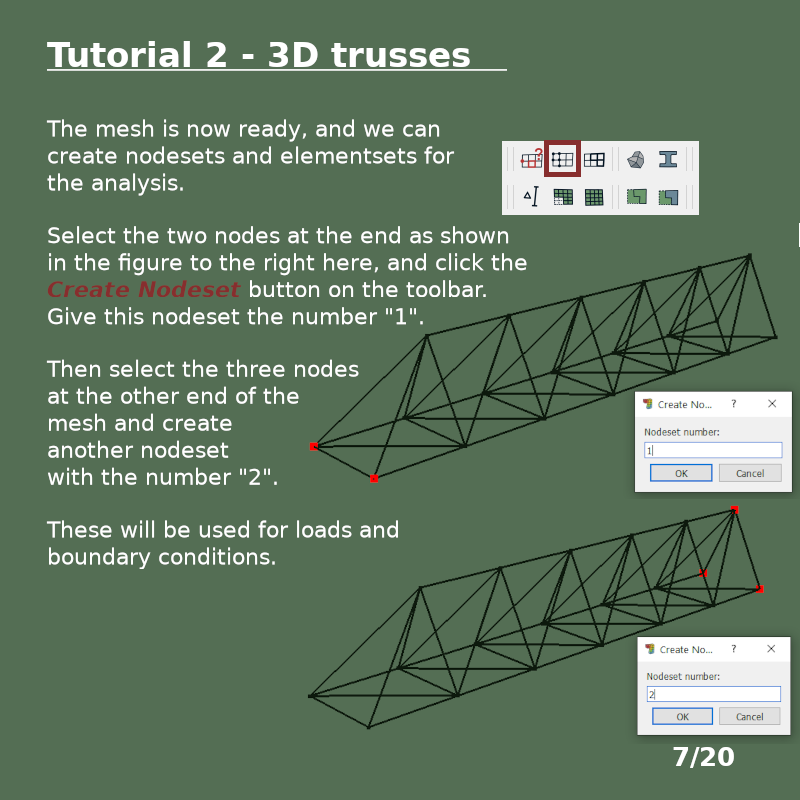 Tutorial 2 - 3D trusses
The mesh is now ready, and we can
create nodesets and elementsets for
the analysis.
Select the two nodes at the end as shown
in the figure to the right here, and click the
Create Nodeset button on the toolbar.
Give this nodeset the number "1".
Then select the three nodes
at the other end of the
mesh and create
another nodeset
with the number "2".
These will be used for loads and
boundary conditions.
?
Create No... ?
Nodeset number:
1
OK Cancel
Create No... ?
Nodeset number:
2
OK Cancel
7/20